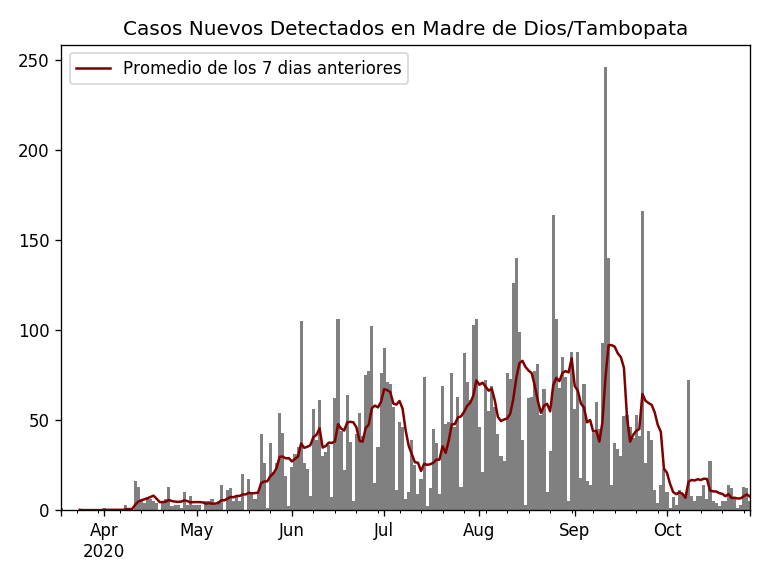 Casos Nuevos Detectados en Madre de Dios/Tambopata
Promedio de los 7 dias anteriores
250
200
150
100
50
0
Apr May Jun Jul Aug Sep Oct
2020